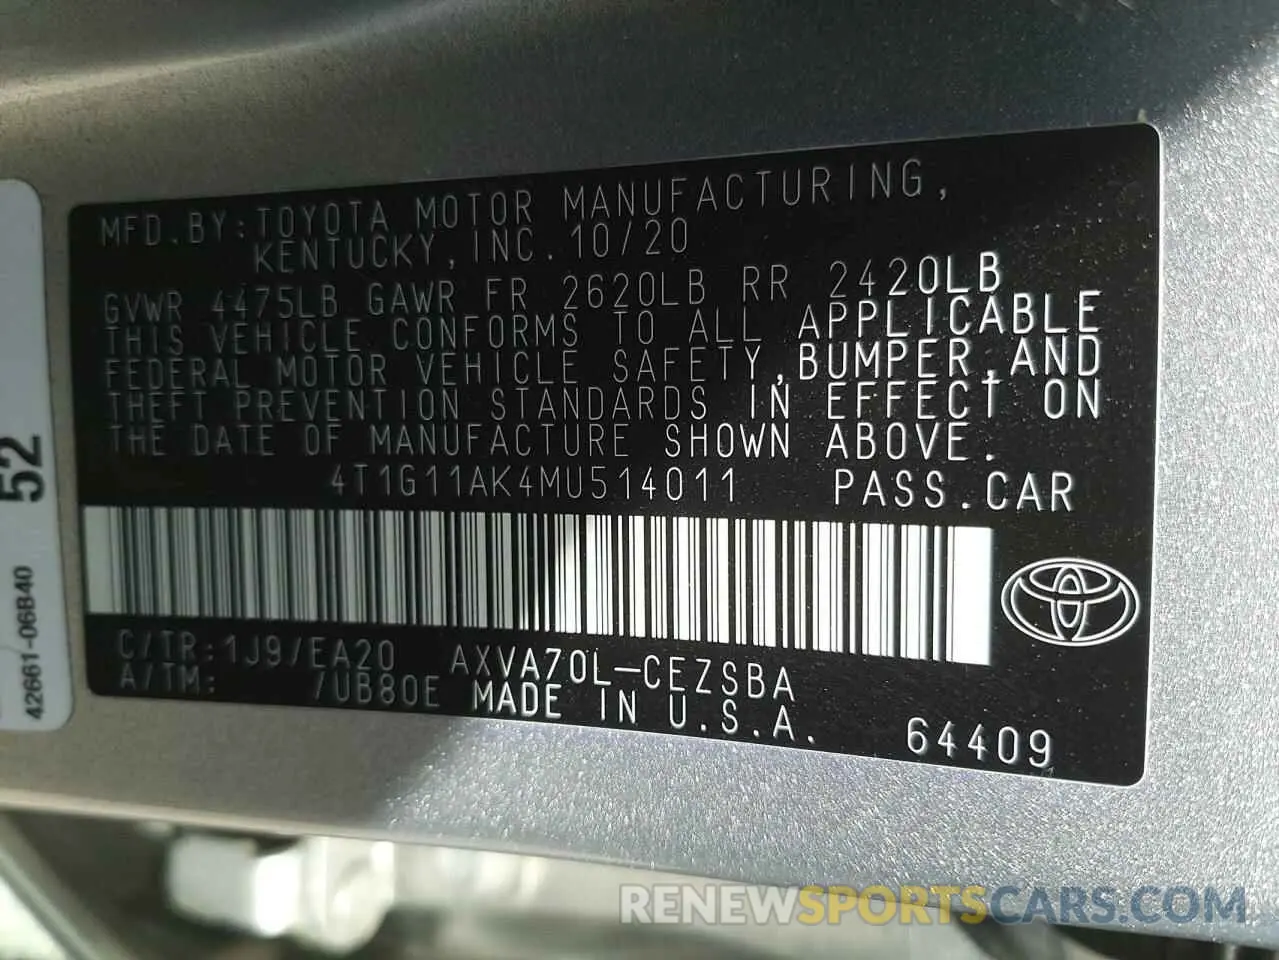 MFD. BY: TOYOTA MOTOR MANUFACTURING,
KENTUCKY, INC. 10/20
GVWR 4475LB GAWR FR 2620LB RR 2420LB
THIS VEHICLE CONFORMS TO ALL APPLICABLE
FEDERAL MOTOR VEHICLE SAFETY, BUMPER, AND
THEFT PREVENTION STANDARDS IN EFFECT ON
THE DATE OF MANUFACTURE SHOWN ABOVE.
4T1G11AK4MU514011 PASS. CAR
C/TR: 1J9/EA20 AXVA70L-CEZSBA
A/TM: /UB80E MADE IN U.S.A.
64409
52
42661-06B40
RENEWSPORTSCARS.COM